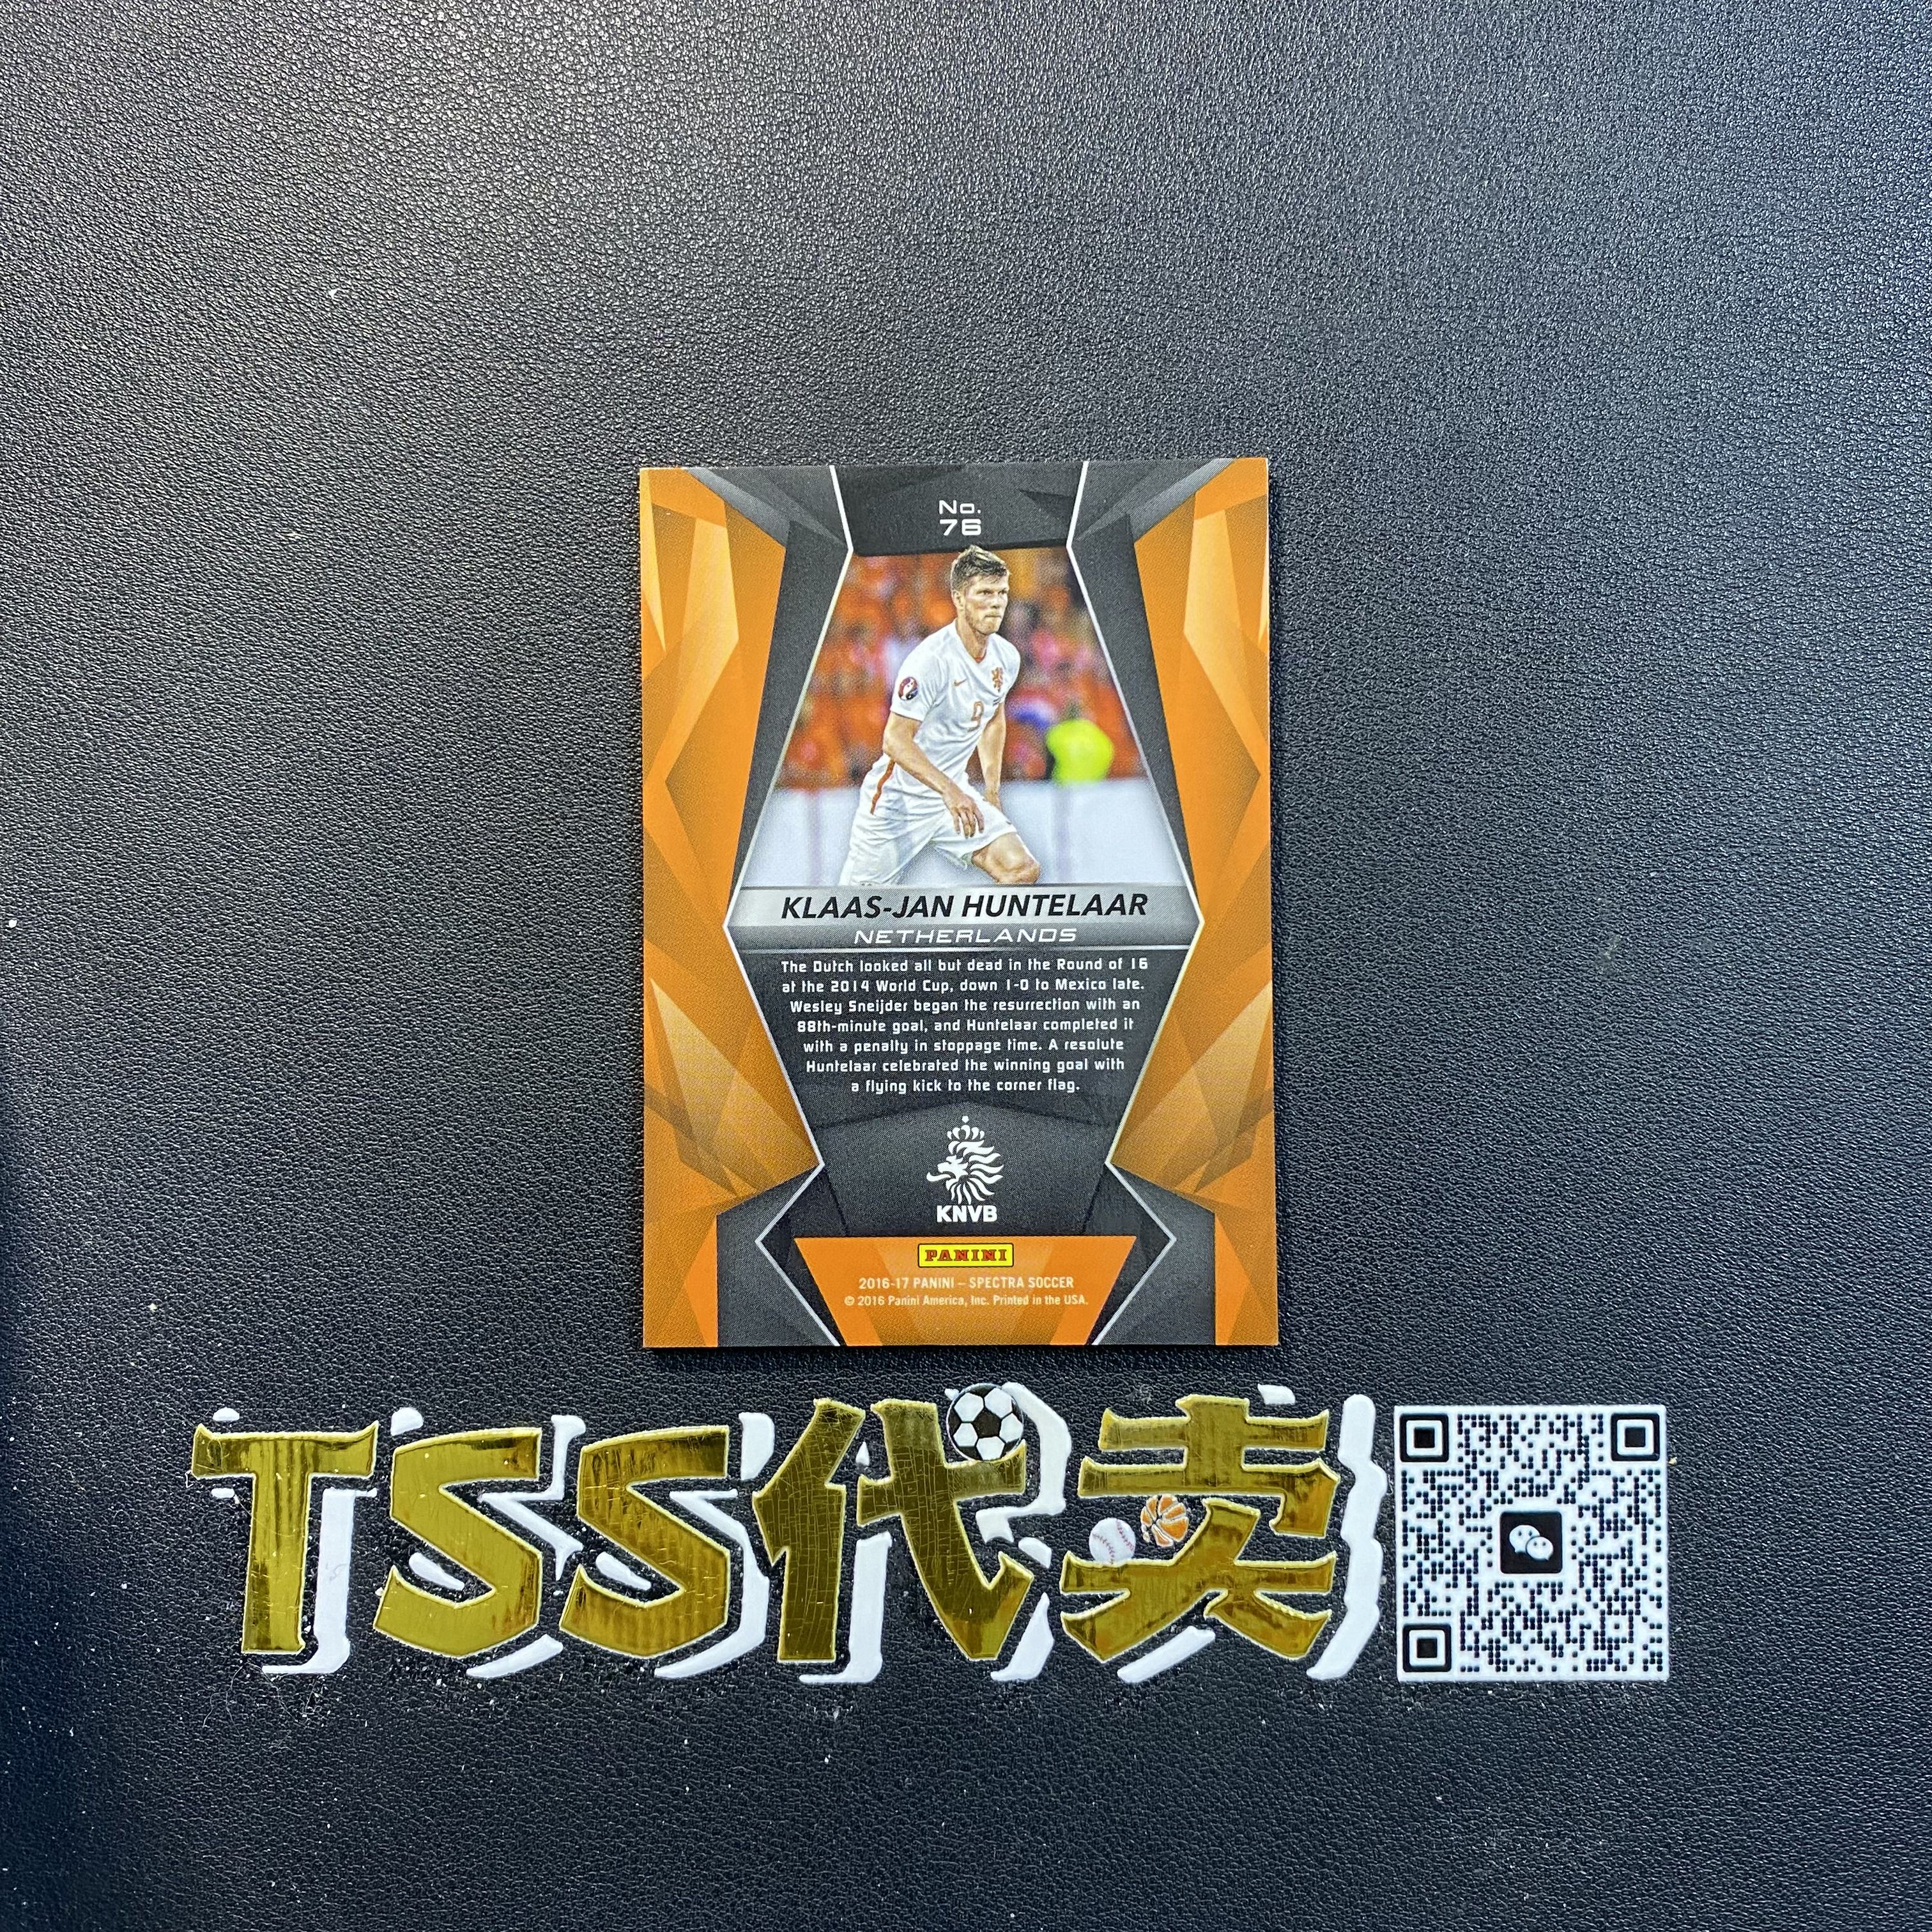 No.
76
9
KLAAS-JAN HUNTELAAR
NETHERLANDS
The Dutch looked all but dead in the Round of 16
at the 2014 World Cup, down 1-0 to Mexico late.
Wesley Sneijder began the resurrection with an
88th-minute goal, and Huntelaar completed it
with a penalty in stoppage time. A resolute
Huntelaar celebrated the winning goal with
a flying kick to the corner flag.
KNVB
PANINI
2016-17 PANINI – SPECTRA SOCCER
© 2016 Panini America, Inc. Printed in the USA.
TSS代卖